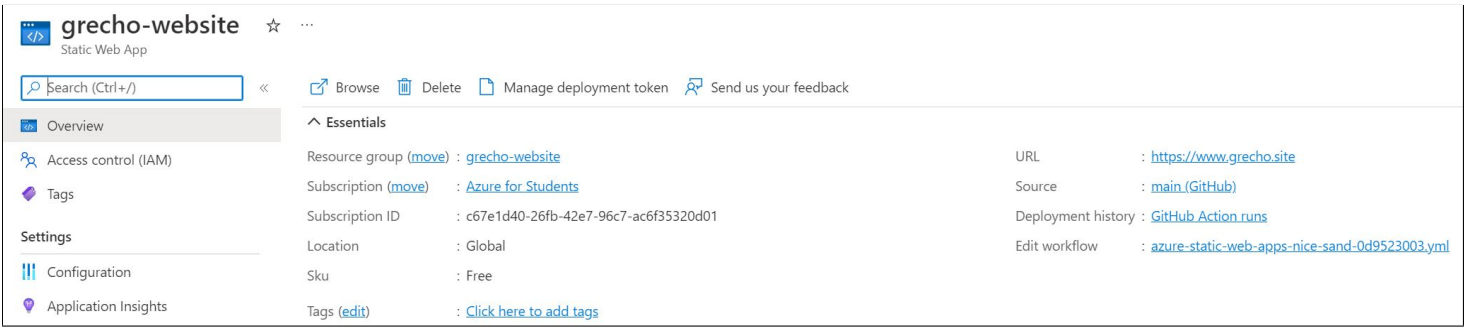 grecho-website
Static Web App
Search (Ctrl+/)
Overview
Access control (IAM)
Tags
Settings
Configuration
Application Insights
Browse Delete Manage deployment token Send us your feedback
Essentials
Resource group (move) : grecho-website
Subscription (move) : Azure for Students
Subscription ID : c67e1d40-26fb-42e7-96c7-ac6f35320d01
Location : Global
Sku : Free
Tags (edit) : Click here to add tags
URL : https://www.grecho.site
Source : main (GitHub)
Deployment history : GitHub Action runs
Edit workflow : azure-static-web-apps-nice-sand-0d9523003.yml